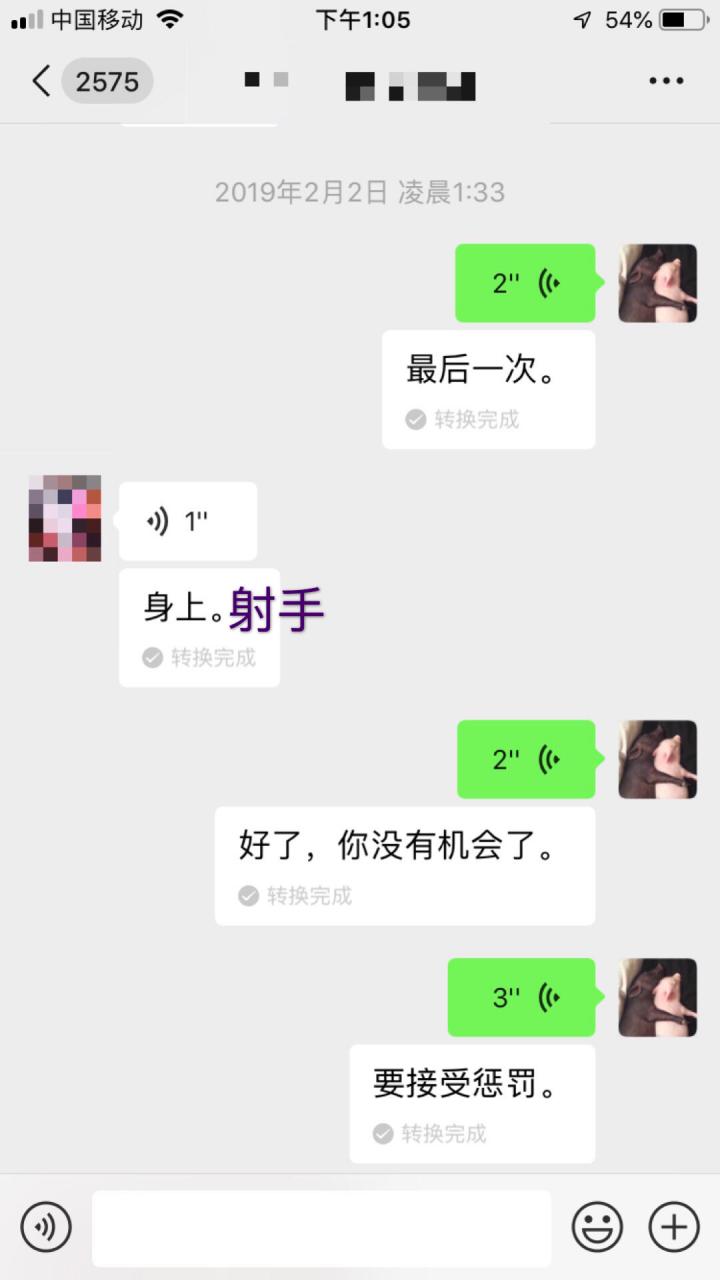 中国移动
下午1:05
54%
2575
2019年2月2日 凌晨1:33
2"
最后一次。
转换完成
1"
身上。射手
转换完成
2"
好了，你没有机会了。
转换完成
3"
要接受惩罚。
转换完成